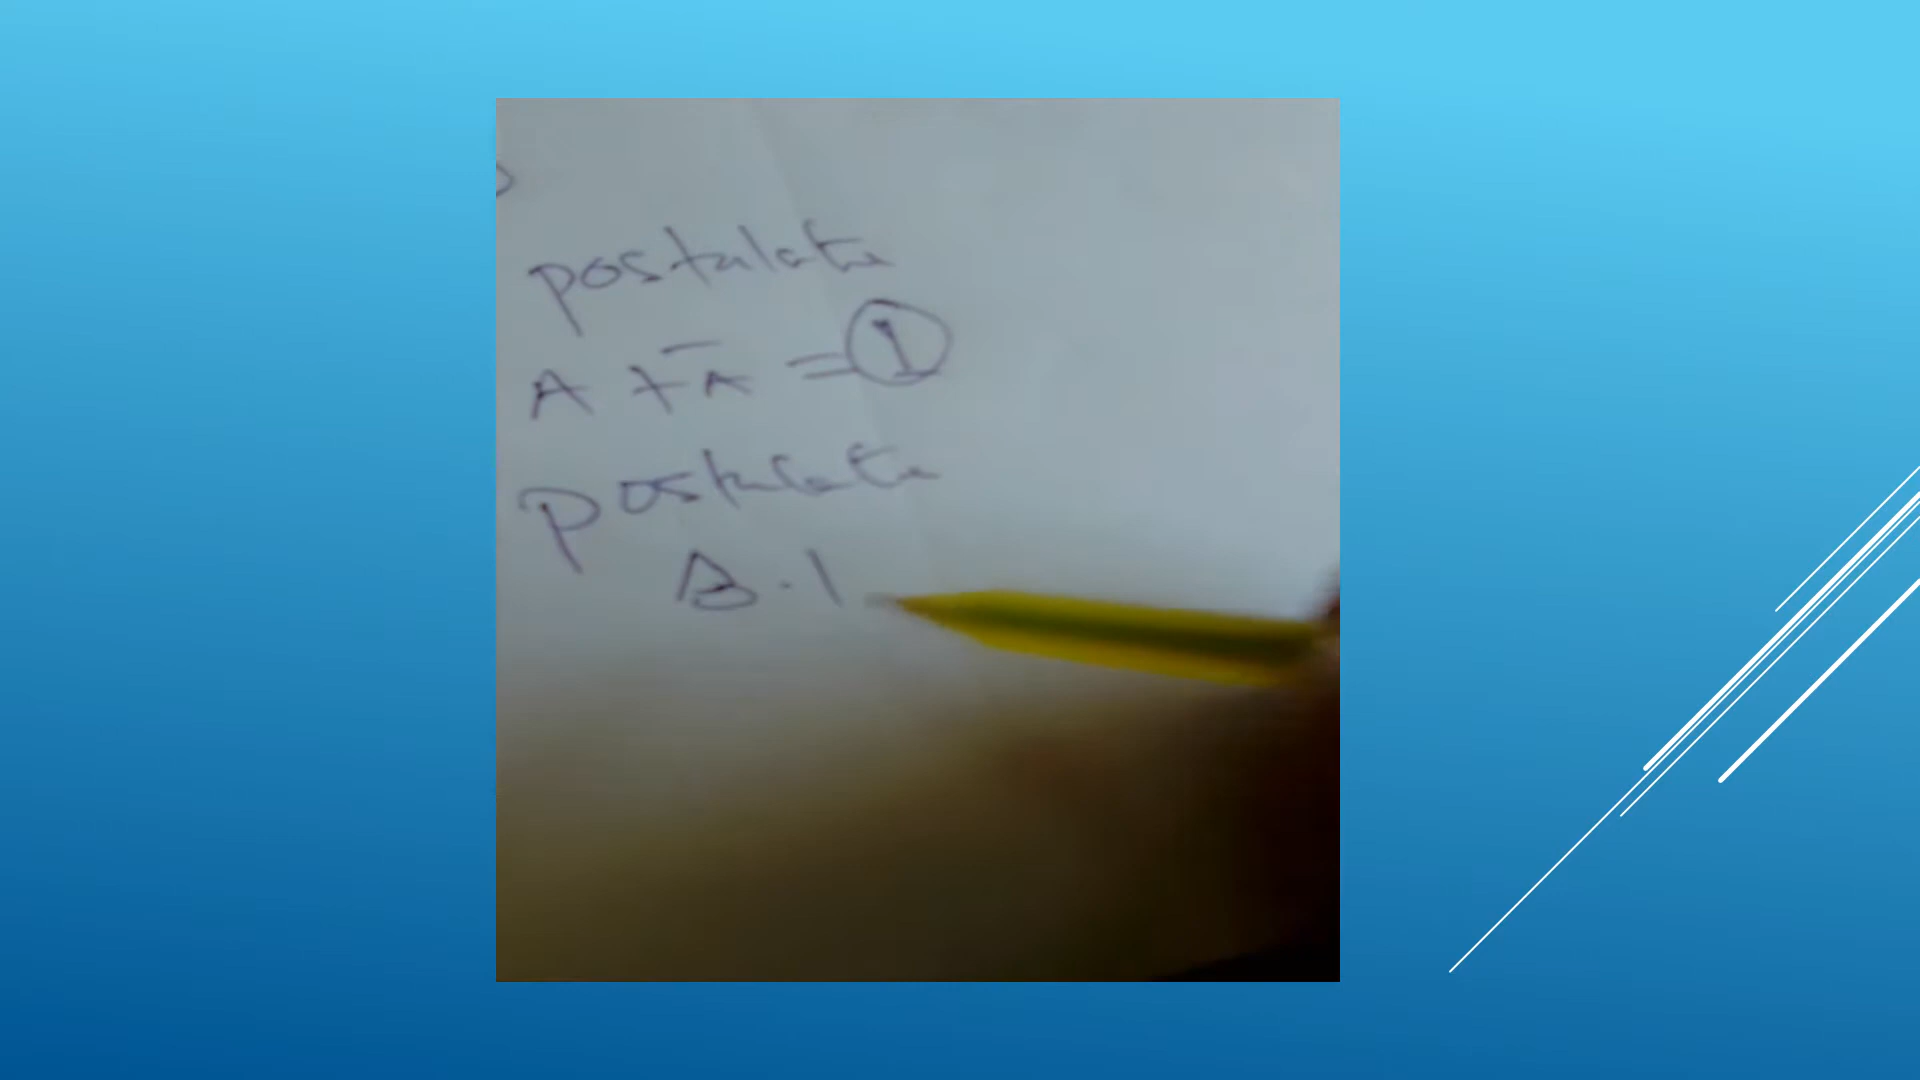 postulate
A + A̅ = 1
postulate
B . 1